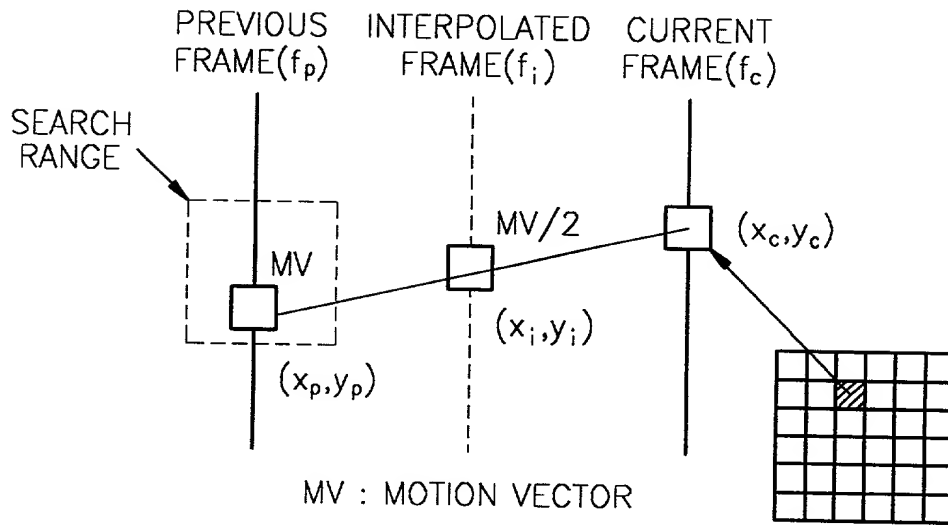 PREVIOUS FRAME(fp)
INTERPOLATED FRAME(fi)
CURRENT FRAME(fc)
SEARCH RANGE
MV
MV/2
(xc,yc)
(xi,yi)
(xp,yp)
MV : MOTION VECTOR